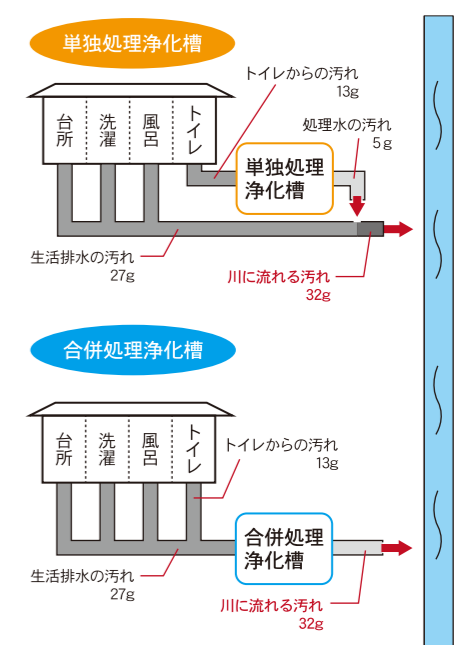 単独処理浄化槽
トイレからの汚れ
13g
台所
洗濯
風呂
トイレ
処理水の汚れ
5g
単独処理
浄化槽
生活排水の汚れ
27g
川に流れる汚れ
32g
合併処理浄化槽
台所
洗濯
風呂
トイレ
トイレからの汚れ
13g
合併処理
浄化槽
生活排水の汚れ
27g
川に流れる汚れ
32g